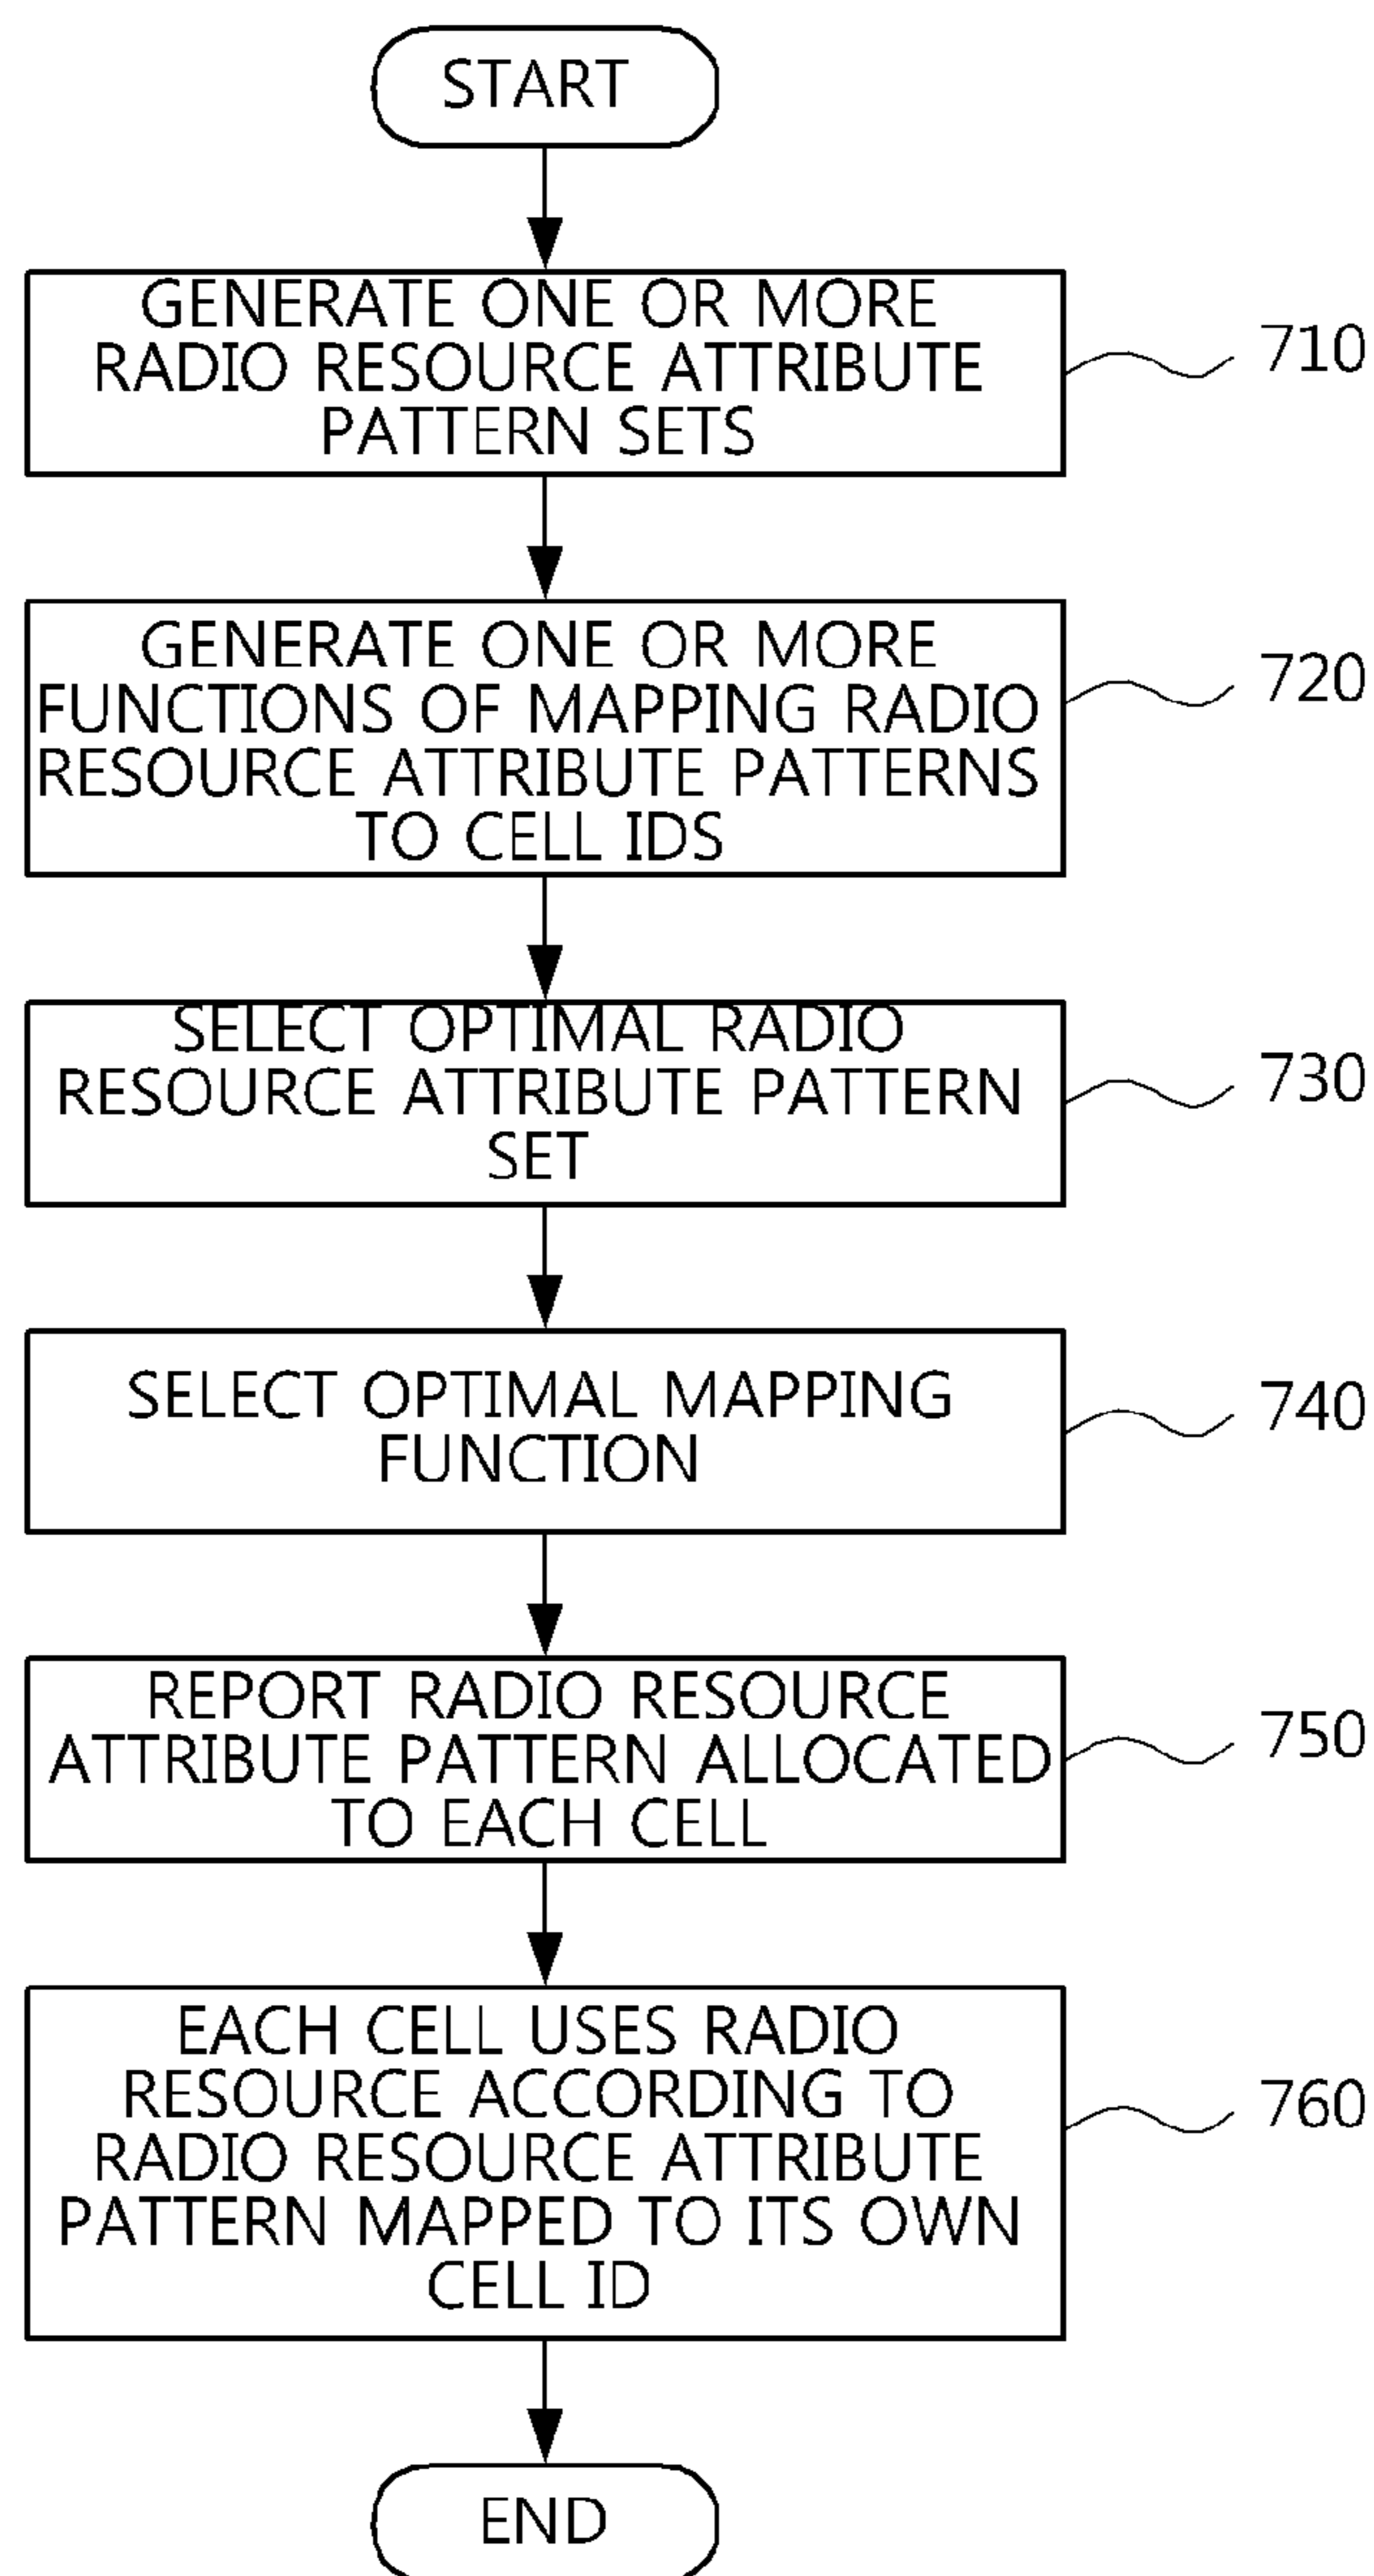 START
GENERATE ONE OR MORE
RADIO RESOURCE ATTRIBUTE
PATTERN SETS
710
GENERATE ONE OR MORE
FUNCTIONS OF MAPPING RADIO
RESOURCE ATTRIBUTE PATTERNS
TO CELL IDS
720
SELECT OPTIMAL RADIO
RESOURCE ATTRIBUTE PATTERN
SET
730
SELECT OPTIMAL MAPPING
FUNCTION
740
REPORT RADIO RESOURCE
ATTRIBUTE PATTERN ALLOCATED
TO EACH CELL
750
EACH CELL USES RADIO
RESOURCE ACCORDING TO
RADIO RESOURCE ATTRIBUTE
PATTERN MAPPED TO ITS OWN
CELL ID
760
END